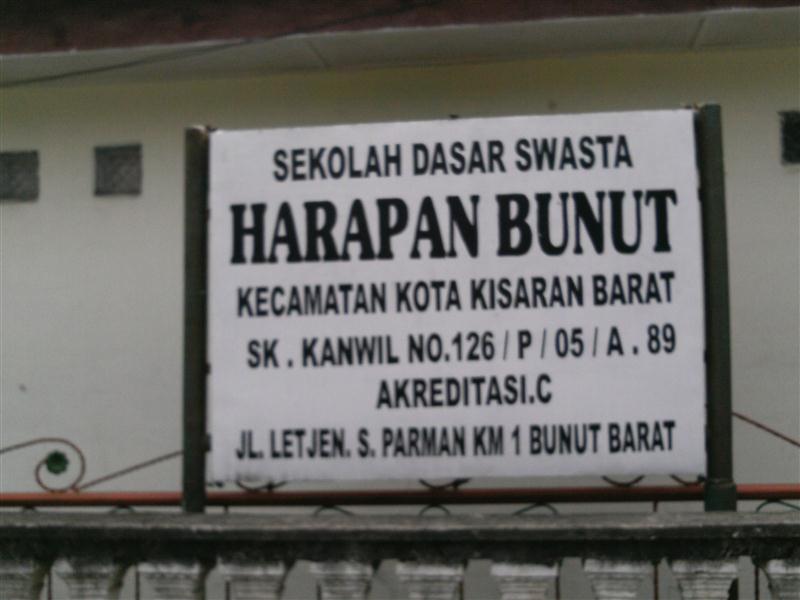 SEKOLAH DASAR SWASTA
HARAPAN BUNUT
KECAMATAN KOTA KISARAN BARAT
SK . KANWIL NO.126 / P / 05 / A . 89
AKREDITASI.C
JL. LETJEN. S. PARMAN KM 1 BUNUT BARAT